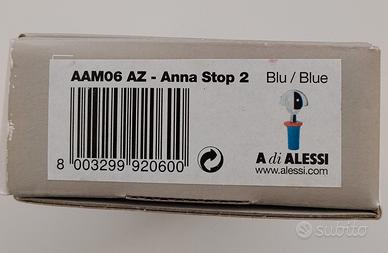 AAM06 AZ - Anna Stop 2 Blu / Blue
8 003299 920600
A di ALESSI
www.alessi.com
subito